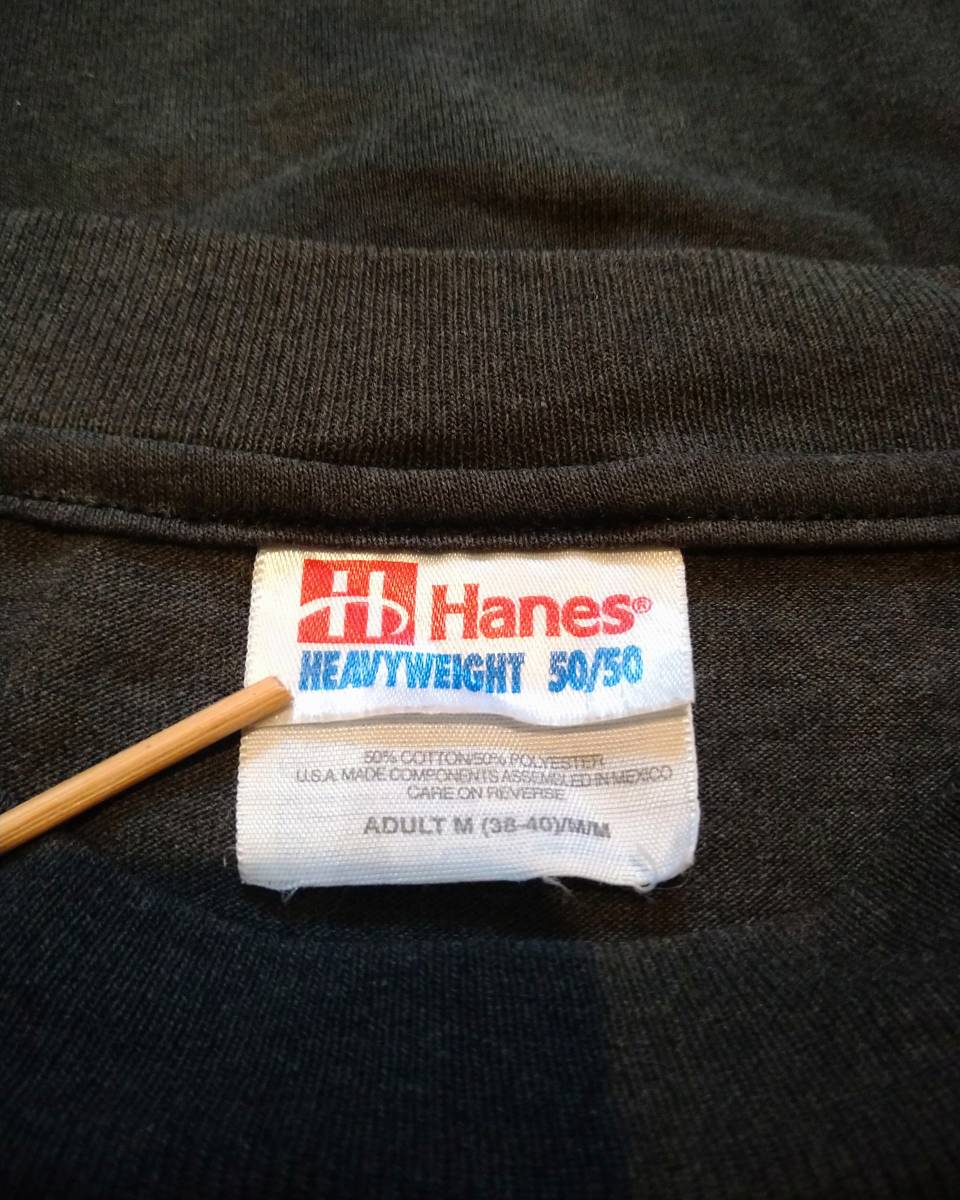 H Hanes®
HEAVYWEIGHT 50/50
50% COTTON/50% POLYESTER
U.S.A. MADE COMPONENTS ASSEMBLED IN MEXICO
CARE ON REVERSE
ADULT M (38-40)/M/M